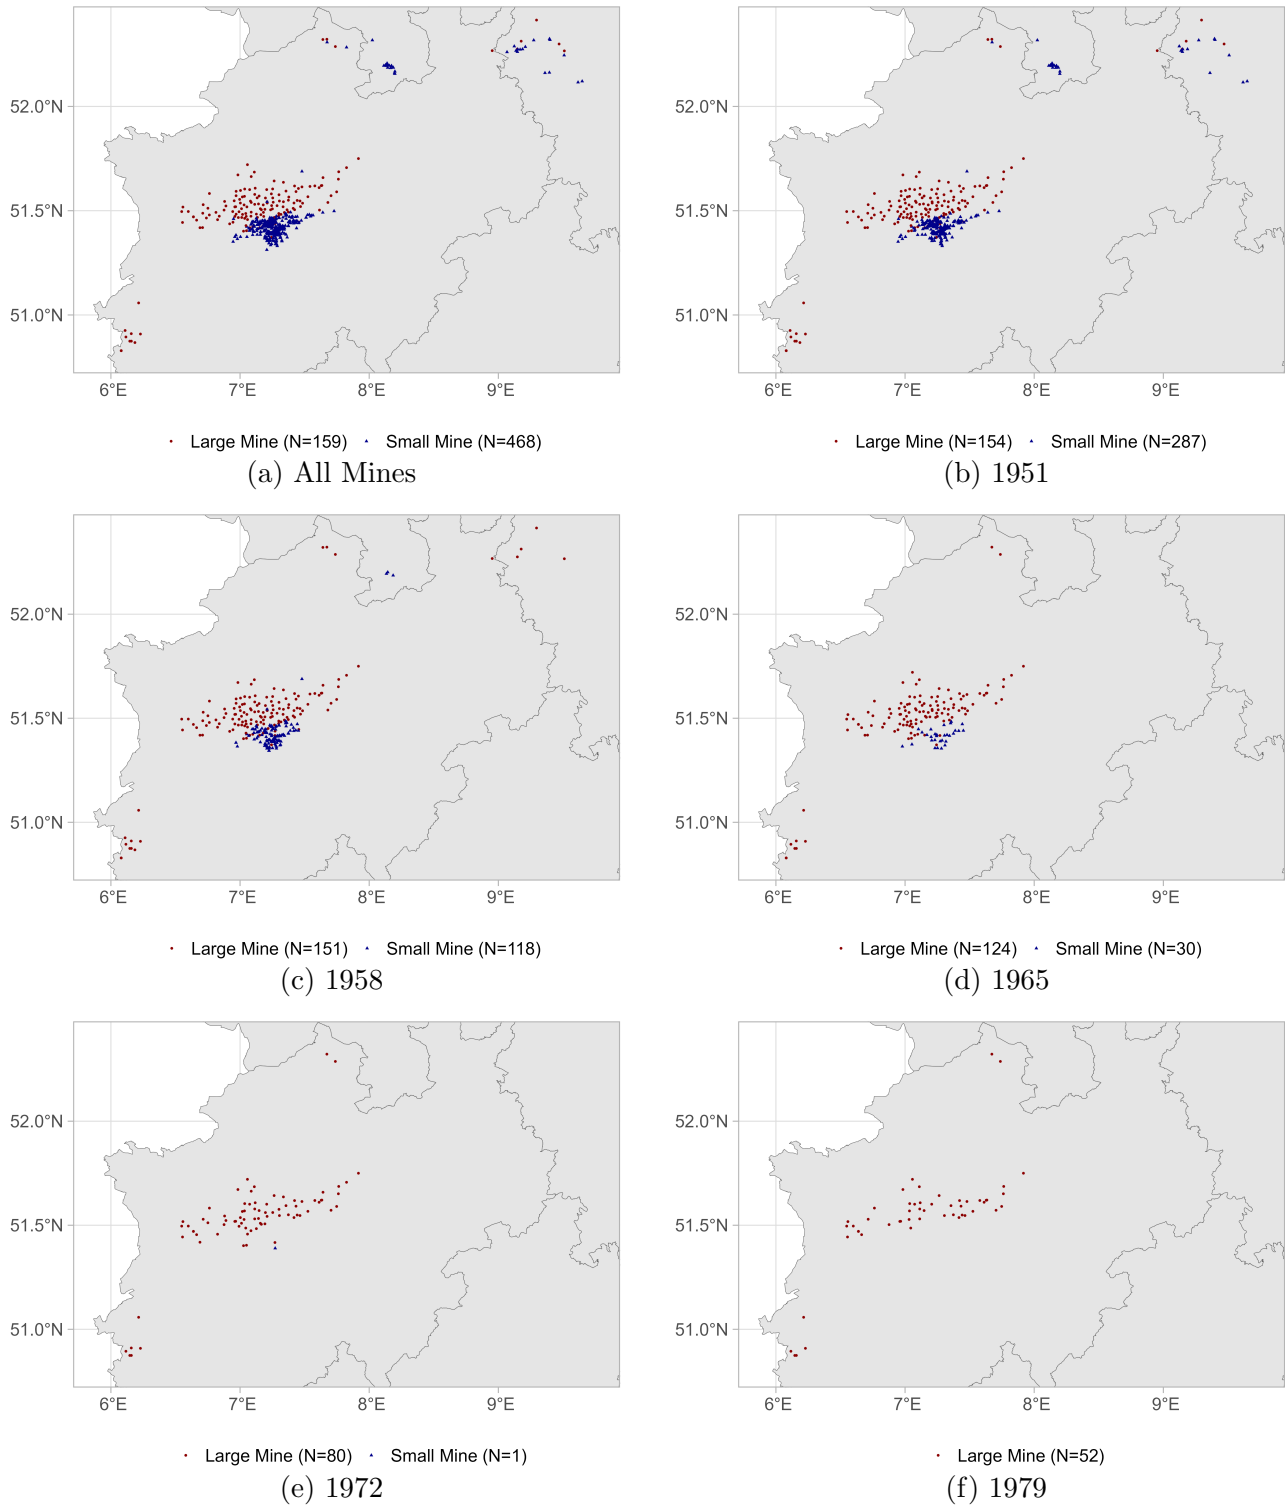 52.0°N
51.5°N
51.0°N
6°E 7°E 8°E 9°E
Large Mine (N=159) Small Mine (N=468)
(a) All Mines
52.0°N
51.5°N
51.0°N
6°E 7°E 8°E 9°E
Large Mine (N=154) Small Mine (N=287)
(b) 1951
52.0°N
51.5°N
51.0°N
6°E 7°E 8°E 9°E
Large Mine (N=151) Small Mine (N=118)
(c) 1958
52.0°N
51.5°N
51.0°N
6°E 7°E 8°E 9°E
Large Mine (N=124) Small Mine (N=30)
(d) 1965
52.0°N
51.5°N
51.0°N
6°E 7°E 8°E 9°E
Large Mine (N=80) Small Mine (N=1)
(e) 1972
52.0°N
51.5°N
51.0°N
6°E 7°E 8°E 9°E
Large Mine (N=52)
(f) 1979